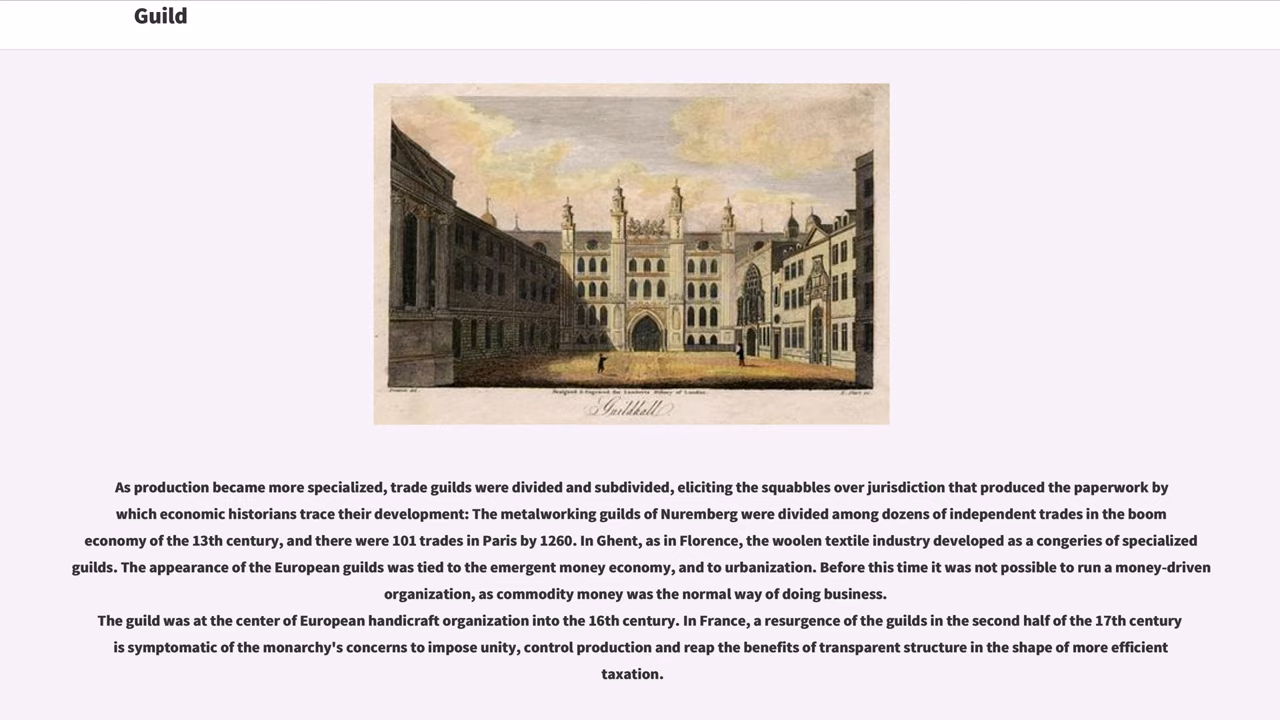 Guild
Designed & Engraved for Lamberts History of London.
Guildhall
As production became more specialized, trade guilds were divided and subdivided, eliciting the squabbles over jurisdiction that produced the paperwork by
which economic historians trace their development: The metalworking guilds of Nuremberg were divided among dozens of independent trades in the boom
economy of the 13th century, and there were 101 trades in Paris by 1260. In Ghent, as in Florence, the woolen textile industry developed as a congeries of specialized
guilds. The appearance of the European guilds was tied to the emergent money economy, and to urbanization. Before this time it was not possible to run a money-driven
organization, as commodity money was the normal way of doing business.
The guild was at the center of European handicraft organization into the 16th century. In France, a resurgence of the guilds in the second half of the 17th century
is symptomatic of the monarchy's concerns to impose unity, control production and reap the benefits of transparent structure in the shape of more efficient
taxation.